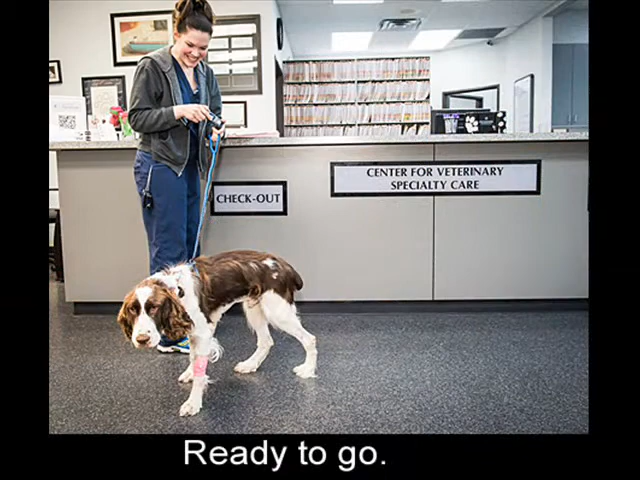 CHECK-OUT
CENTER FOR VETERINARY
SPECIALTY CARE
Ready to go.